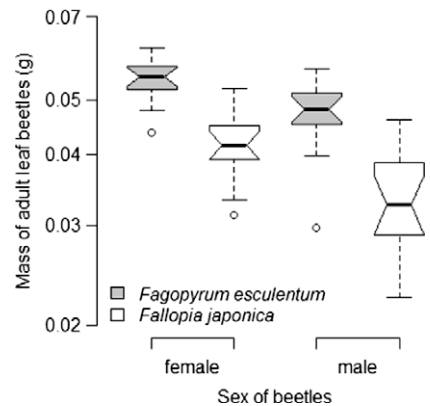 Mass of adult leaf beetles (g)
0.07
0.05
0.04
0.03
0.02
Fagopyrum esculentum
Fallopia japonica
female
male
Sex of beetles